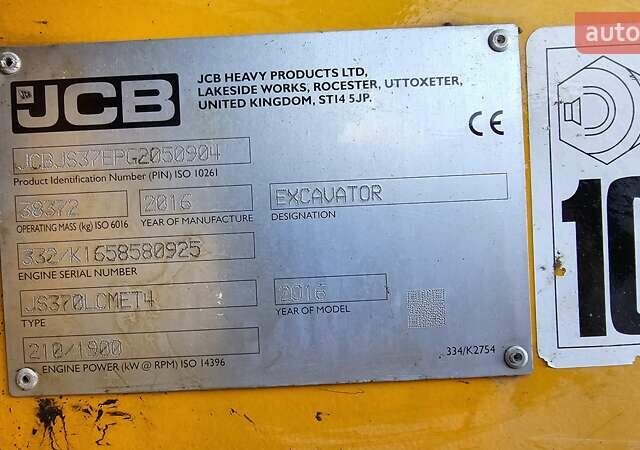 auto
JCB
JCB HEAVY PRODUCTS LTD,
LAKESIDE WORKS, ROCESTER, UTTOXETER,
UNITED KINGDOM, ST14 5JP.
CE
JCBJS37EPG2050904
Product Identification Number (PIN) ISO 10261
38372
OPERATING MASS (kg) ISO 6016
2016
YEAR OF MANUFACTURE
EXCAVATOR
DESIGNATION
332/K1658580925
ENGINE SERIAL NUMBER
JS370LCMET4
TYPE
2016
YEAR OF MODEL
210/1900
ENGINE POWER (kW @ RPM) ISO 14396
334/K2754
10